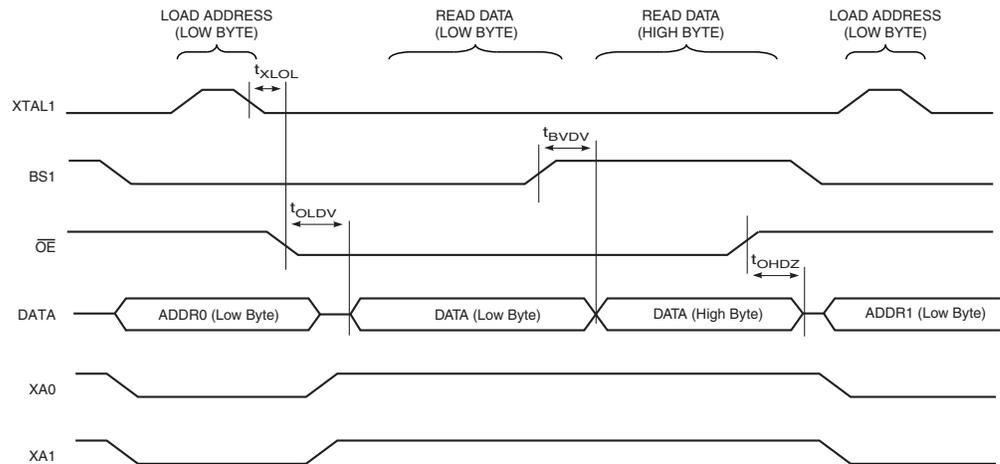 LOAD ADDRESS
(LOW BYTE)
READ DATA
(LOW BYTE)
READ DATA
(HIGH BYTE)
LOAD ADDRESS
(LOW BYTE)
tXLOL
XTAL1
tBVDV
BS1
tOLDV
OE
tOHDZ
DATA
ADDR0 (Low Byte)
DATA (Low Byte)
DATA (High Byte)
ADDR1 (Low Byte)
XA0
XA1